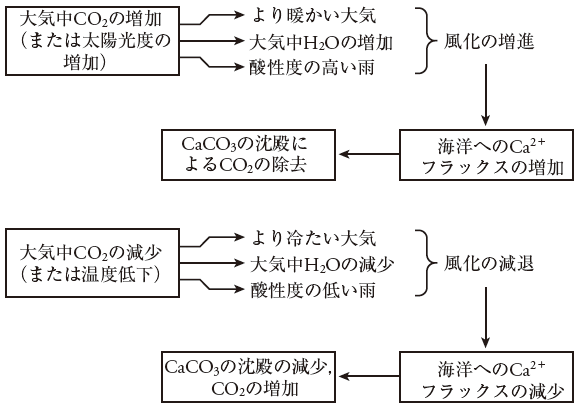 大気中CO₂の増加
（または太陽光度の
増加）
より暖かい大気
大気中H₂Oの増加
酸性度の高い雨
風化の増進
海洋へのCa²⁺
フラックスの増加
CaCO₃の沈殿に
よるCO₂の除去
大気中CO₂の減少
（または温度低下）
より冷たい大気
大気中H₂Oの減少
酸性度の低い雨
風化の減退
海洋へのCa²⁺
フラックスの減少
CaCO₃の沈殿の減少，
CO₂の増加